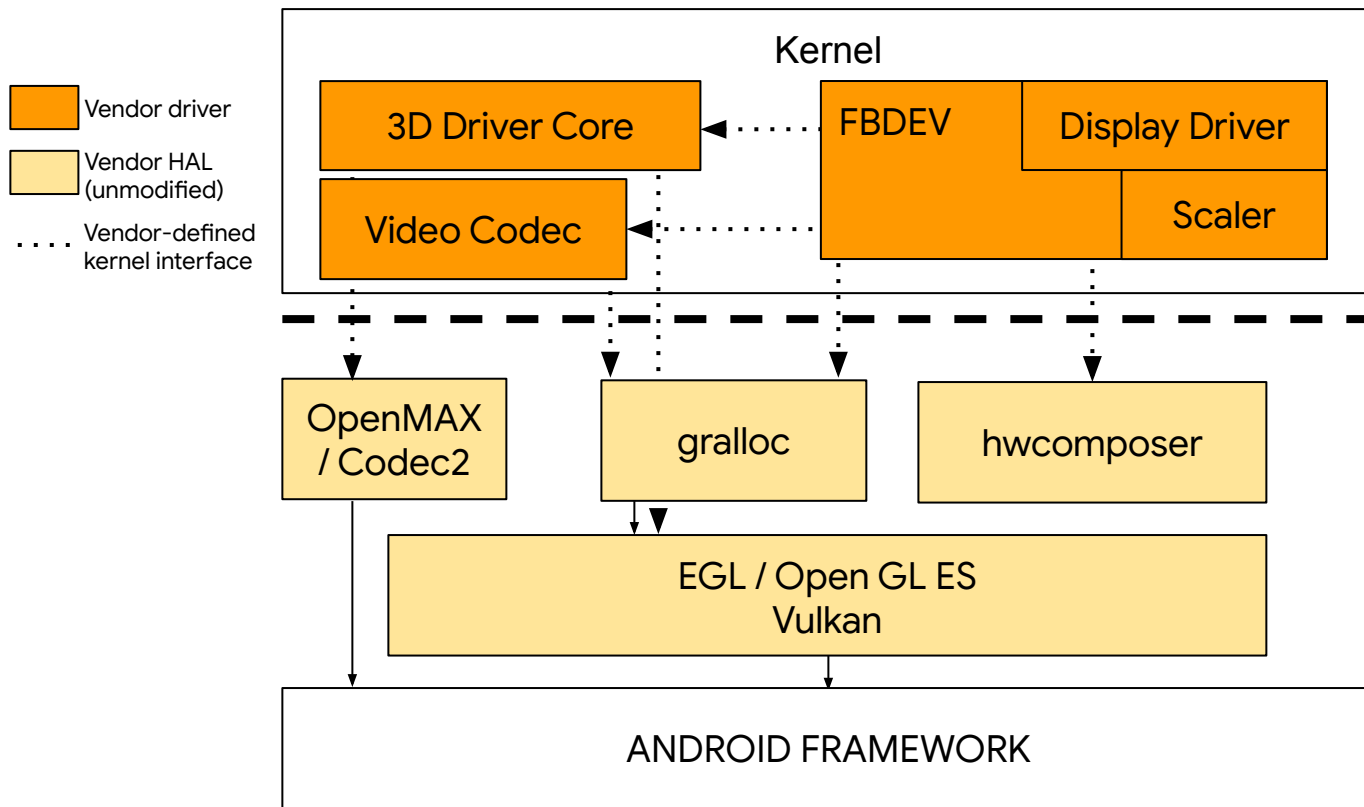 Kernel
Vendor driver
Vendor HAL
(unmodified)
Vendor-defined
kernel interface
3D Driver Core
FBDEV
Display Driver
Video Codec
Scaler
OpenMAX
/ Codec2
gralloc
hwcomposer
EGL / Open GL ES
Vulkan
ANDROID FRAMEWORK